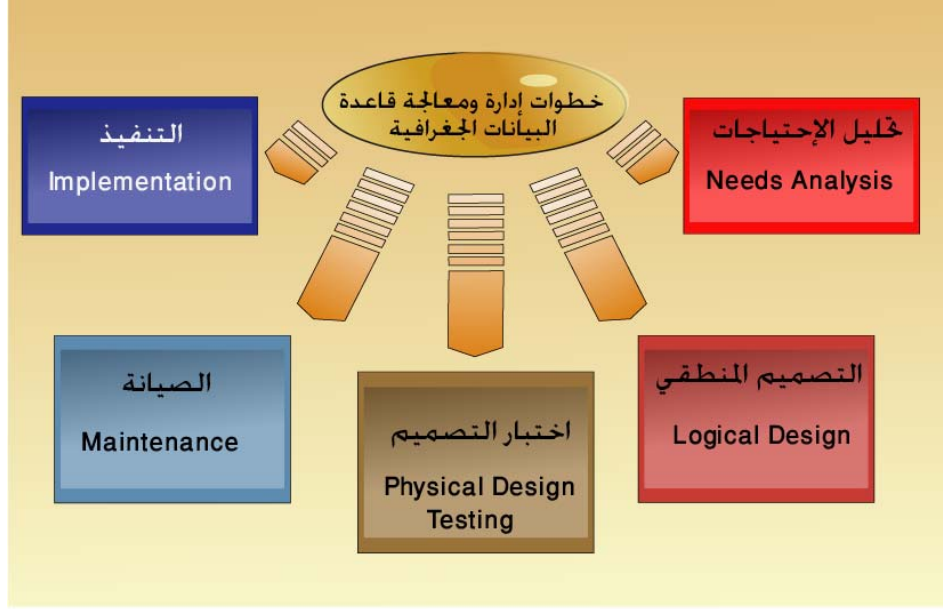 خطوات إدارة ومعالجة قاعدة
البيانات الجغرافية
تحليل الإحتياجات
Needs Analysis
التصميم المنطقي
Logical Design
اختبار التصميم
Physical Design
Testing
الصيانة
Maintenance
التنفيذ
Implementation